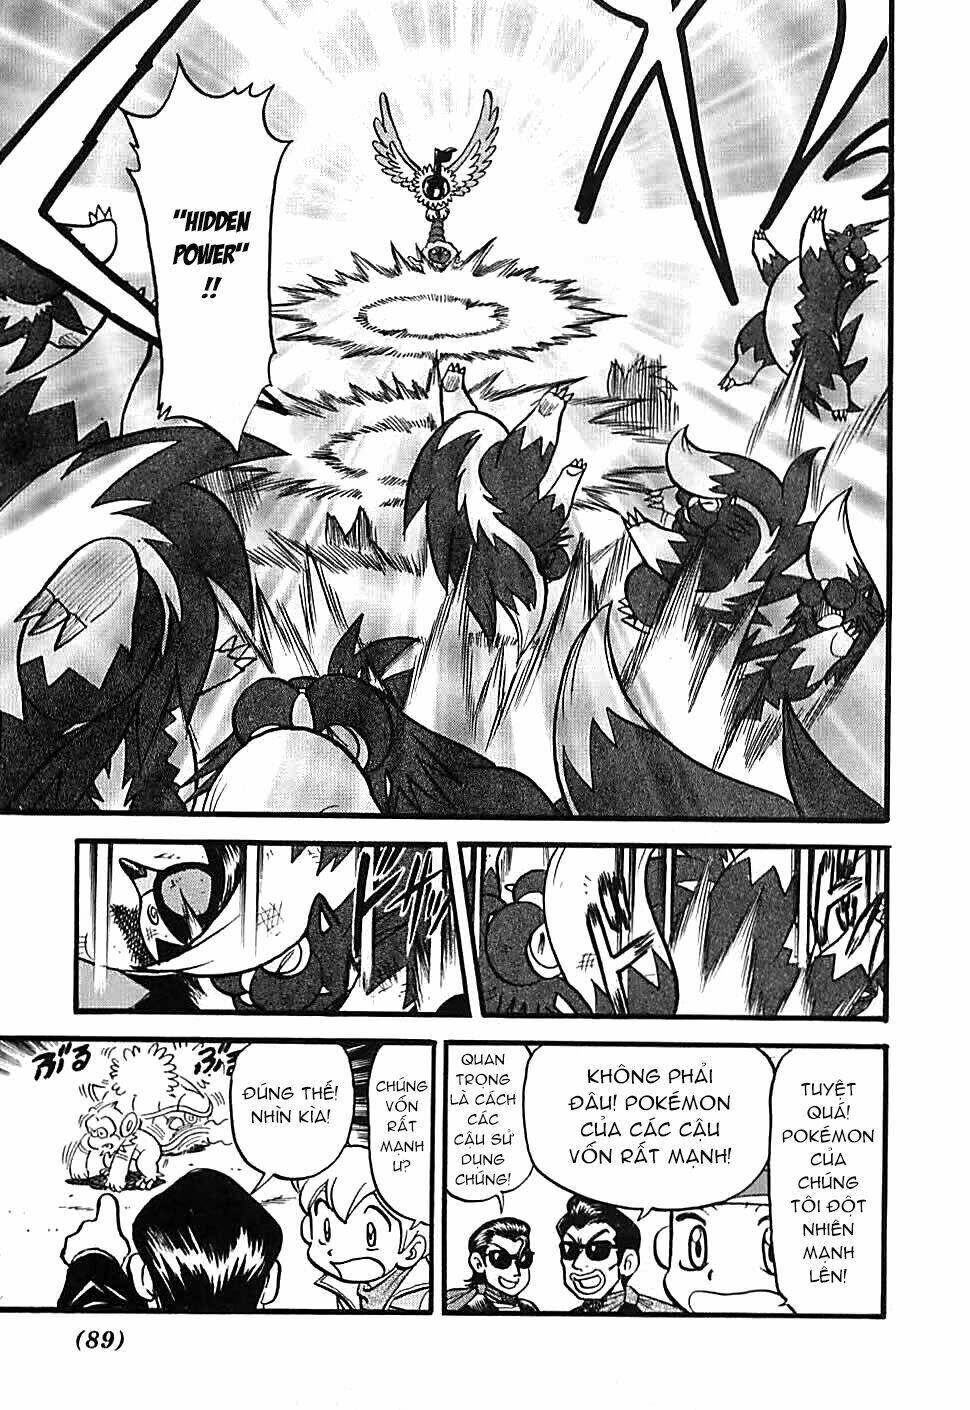 "HIDDEN
POWER"
!!
TUYỆT
QUÁ!
POKÉMON
CỦA
CHÚNG
TÔI ĐỘT
NHIÊN
MẠNH
LÊN!
KHÔNG PHẢI
ĐÂU! POKÉMON
CỦA CÁC CẬU
VỐN RẤT MẠNH!
QUAN
TRỌNG
LÀ CÁCH
CÁC
CẬU SỬ
DỤNG
CHÚNG!
CHÚNG
VỐN
RẤT
MẠNH
Ư?
ĐÚNG THẾ!
NHÌN KÌA!
ぶる
ぶる
(89)